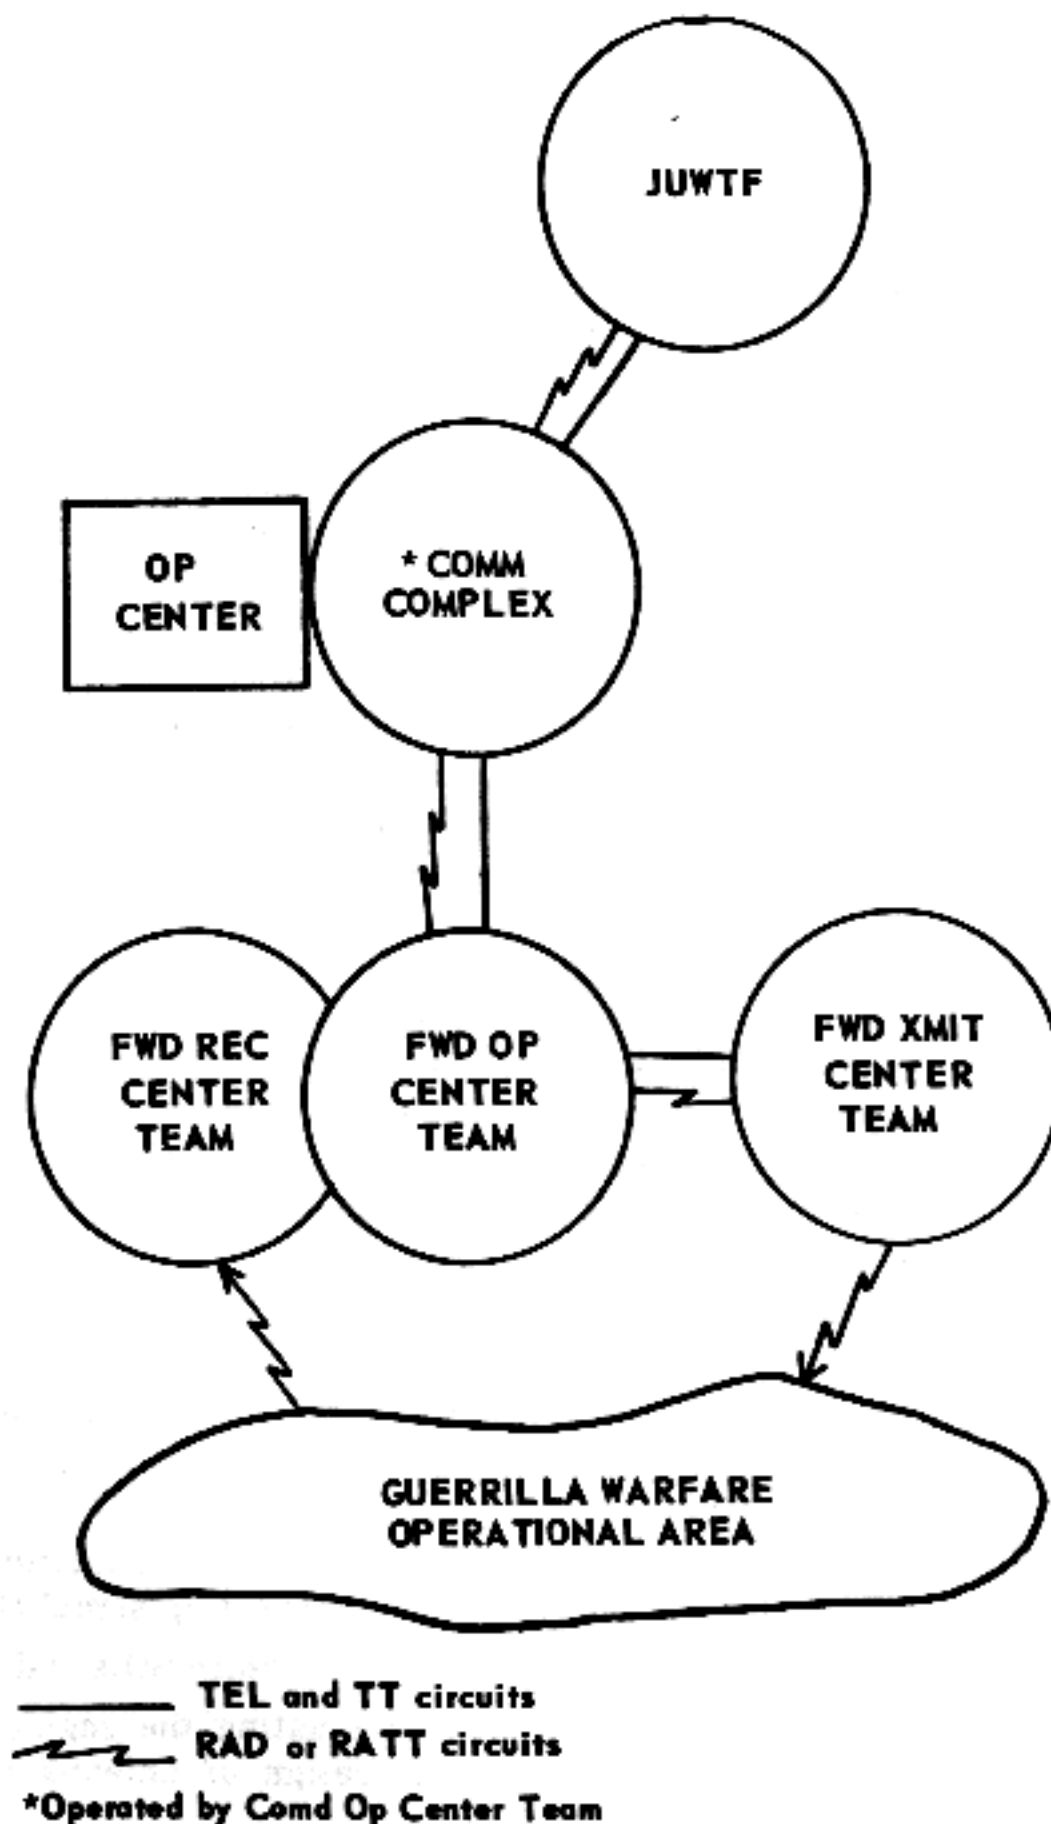 JUWTF
OP
CENTER
* COMM
COMPLEX
FWD REC
CENTER
TEAM
FWD OP
CENTER
TEAM
FWD XMIT
CENTER
TEAM
GUERRILLA WARFARE
OPERATIONAL AREA
TEL and TT circuits
RAD or RATT circuits
*Operated by Comd Op Center Team